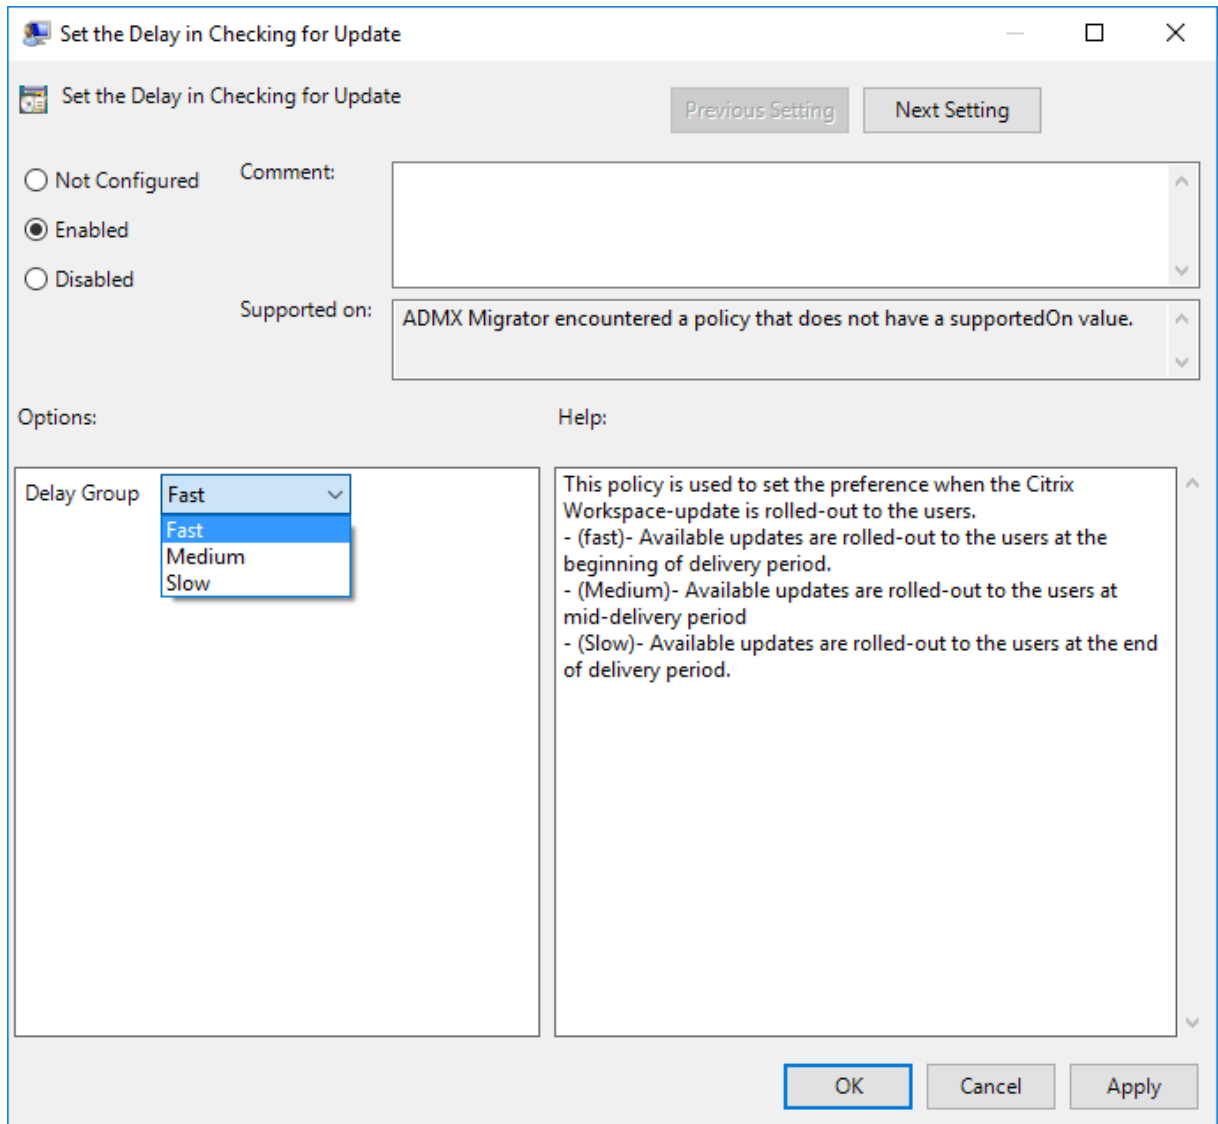 Set the Delay in Checking for Update
Set the Delay in Checking for Update
Previous Setting
Next Setting
Not Configured
Enabled
Disabled
Comment:
Supported on:
ADMX Migrator encountered a policy that does not have a supportedOn value.
Options:
Help:
Delay Group
Fast
Fast
Medium
Slow
This policy is used to set the preference when the Citrix
Workspace-update is rolled-out to the users.
- (fast)- Available updates are rolled-out to the users at the
beginning of delivery period.
- (Medium)- Available updates are rolled-out to the users at
mid-delivery period
- (Slow)- Available updates are rolled-out to the users at the end
of delivery period.
OK
Cancel
Apply